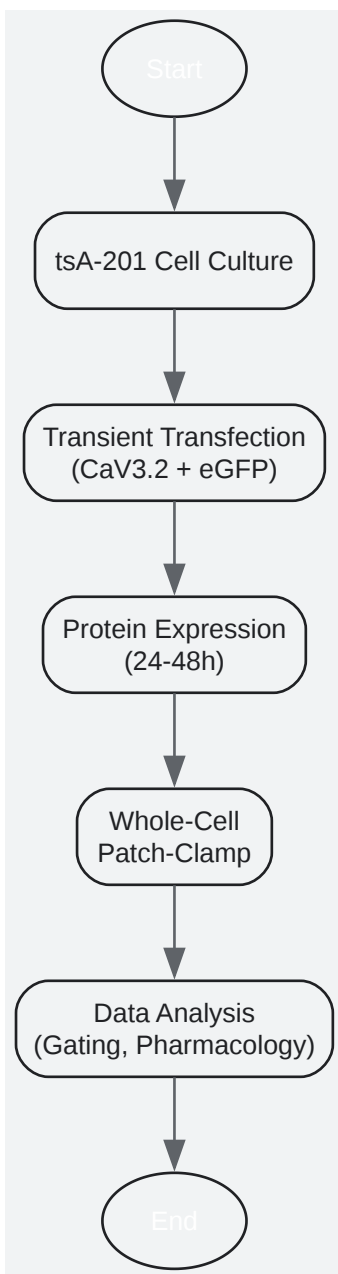 Start
tsA-201 Cell Culture
Transient Transfection
(CaV3.2 + eGFP)
Protein Expression
(24-48h)
Whole-Cell
Patch-Clamp
Data Analysis
(Gating, Pharmacology)
End